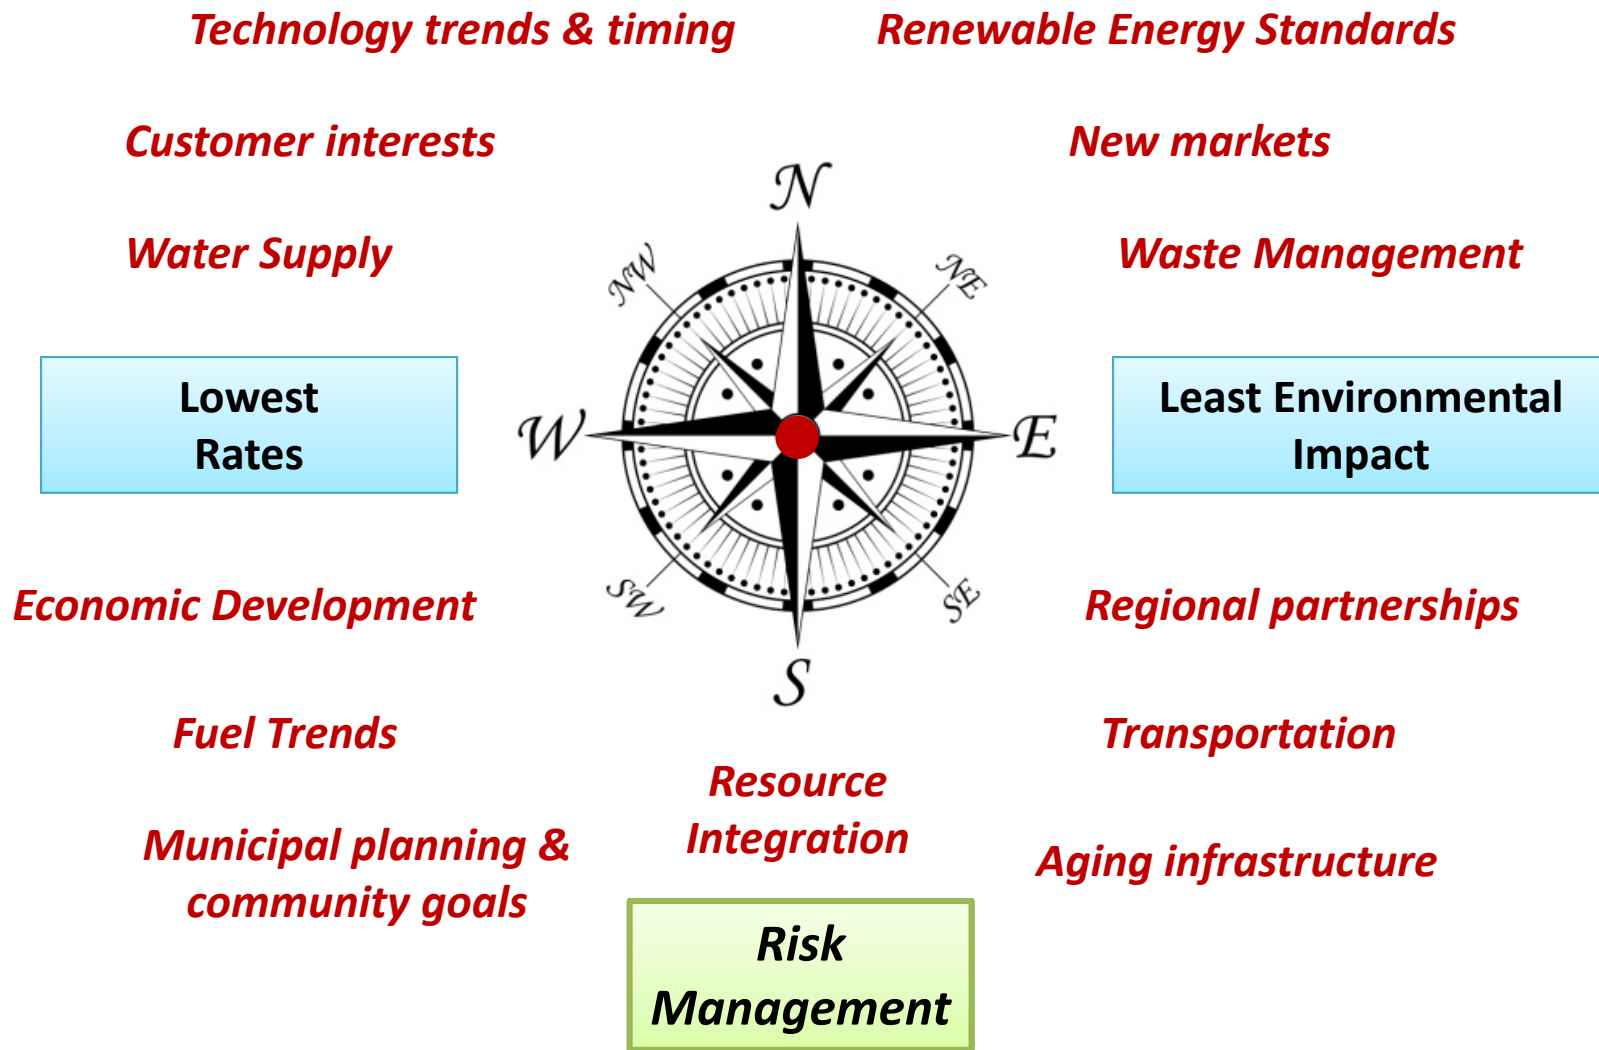 Technology trends & timing
Renewable Energy Standards
Customer interests
New markets
N
Water Supply
Waste Management
NW
NE
Lowest
Rates
W
E
Least Environmental
Impact
Economic Development
SW
SE
Regional partnerships
S
Fuel Trends
Transportation
Resource
Integration
Municipal planning &
community goals
Aging infrastructure
Risk
Management